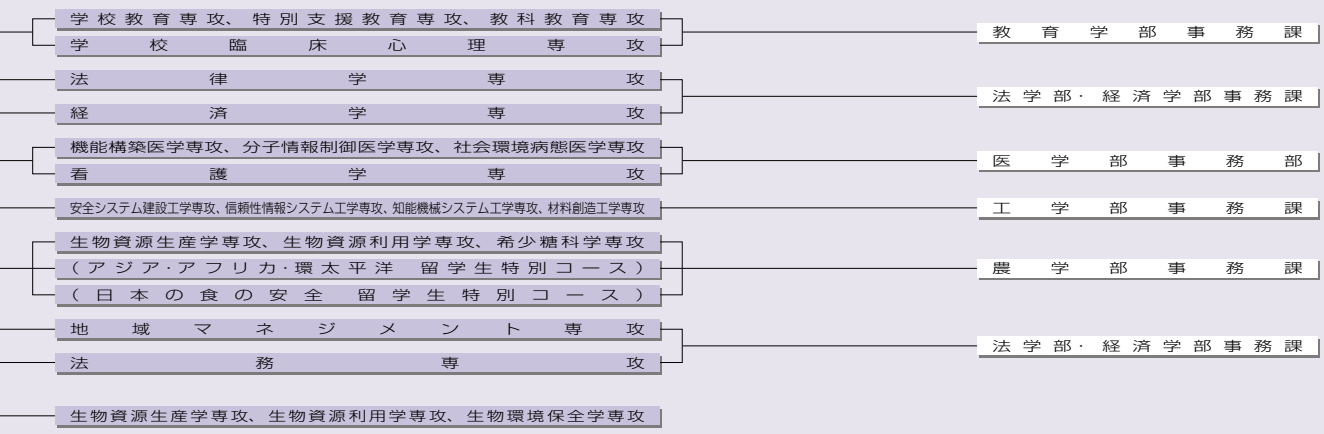 学校教育専攻、特別支援教育専攻、教科教育専攻
学校臨床心理専攻
教育学部事務課
法律学専攻
経済学専攻
法学部・経済学部事務課
機能構築医学専攻、分子情報制御医学専攻、社会環境病態医学専攻
看護学専攻
医学部事務部
安全システム建設工学専攻、信頼性情報システム工学専攻、知能機械システム工学専攻、材料創造工学専攻
工学部事務課
生物資源生産学専攻、生物資源利用学専攻、希少糖科学専攻
(アジア・アフリカ・環太平洋 留学生特別コース)
(日本の食の安全 留学生特別コース)
農学部事務課
地域マネジメント専攻
法務専攻
法学部・経済学部事務課
生物資源生産学専攻、生物資源利用学専攻、生物環境保全学専攻